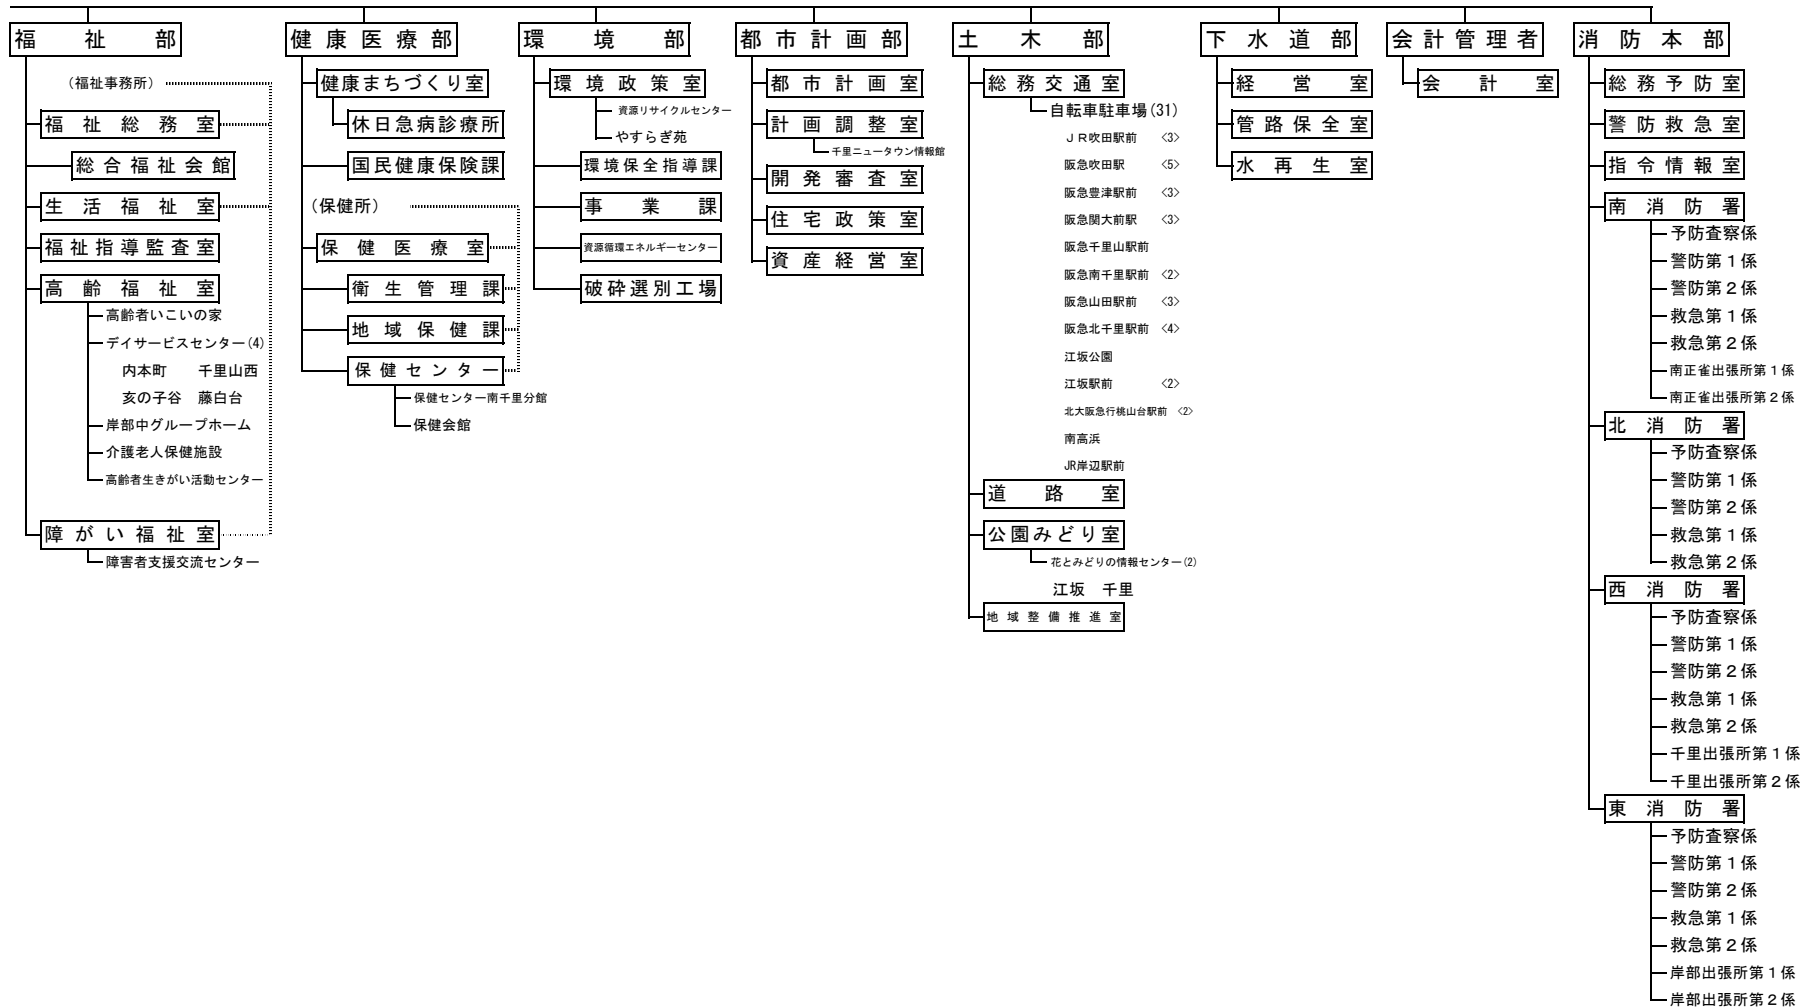 福祉部
（福祉事務所）
福祉総務室
総合福祉会館
生活福祉室
福祉指導監査室
高齢福祉室
高齢者いこいの家
デイサービスセンター(4)
内本町　千里山西
亥の子谷　藤白台
岸部中グループホーム
介護老人保健施設
高齢者生きがい活動センター
障がい福祉室
障害者支援交流センター
健康医療部
健康まちづくり室
休日急病診療所
国民健康保険課
（保健所）
保健医療室
衛生管理課
地域保健課
保健センター
保健センター南千里分館
保健会館
環境部
環境政策室
資源リサイクルセンター
やすらぎ苑
環境保全指導課
事業課
資源循環エネルギーセンター
破砕選別工場
都市計画部
都市計画室
計画調整室
千里ニュータウン情報館
開発審査室
住宅政策室
資産経営室
土木部
総務交通室
自転車駐車場(31)
ＪＲ吹田駅前　<3>
阪急吹田駅　<5>
阪急豊津駅前　<3>
阪急関大前駅　<3>
阪急千里山駅前
阪急南千里駅前　<2>
阪急山田駅前　<3>
阪急北千里駅前　<4>
江坂公園
江坂駅前　<2>
北大阪急行桃山台駅前　<2>
南高浜
JR岸辺駅前
道路室
公園みどり室
花とみどりの情報センター(2)
江坂　千里
地域整備推進室
下水道部
経営室
管路保全室
水再生室
会計管理者
会計室
消防本部
総務予防室
警防救急室
指令情報室
南消防署
予防査察係
警防第１係
警防第２係
救急第１係
救急第２係
南正雀出張所第１係
南正雀出張所第２係
北消防署
予防査察係
警防第１係
警防第２係
救急第１係
救急第２係
西消防署
予防査察係
警防第１係
警防第２係
救急第１係
救急第２係
千里出張所第１係
千里出張所第２係
東消防署
予防査察係
警防第１係
警防第２係
救急第１係
救急第２係
岸部出張所第１係
岸部出張所第２係